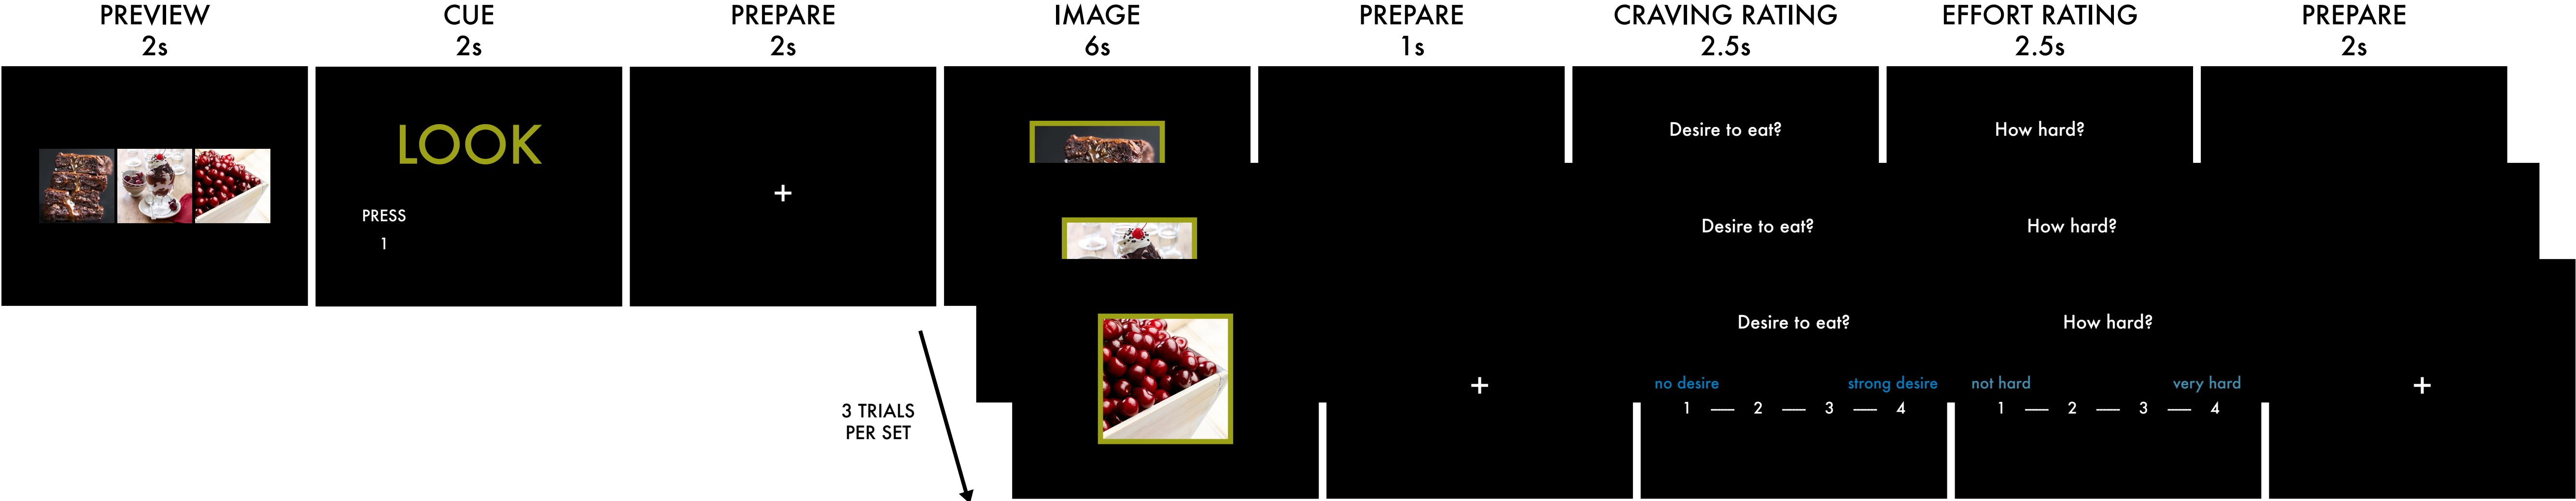 PREVIEW
2s
CUE
2s
PREPARE
2s
IMAGE
6s
PREPARE
1s
CRAVING RATING
2.5s
EFFORT RATING
2.5s
PREPARE
2s
LOOK
PRESS
1
+
Desire to eat?
How hard?
Desire to eat?
How hard?
Desire to eat?
How hard?
+
no desire strong desire
1 — 2 — 3 — 4
not hard very hard
1 — 2 — 3 — 4
+
3 TRIALS
PER SET